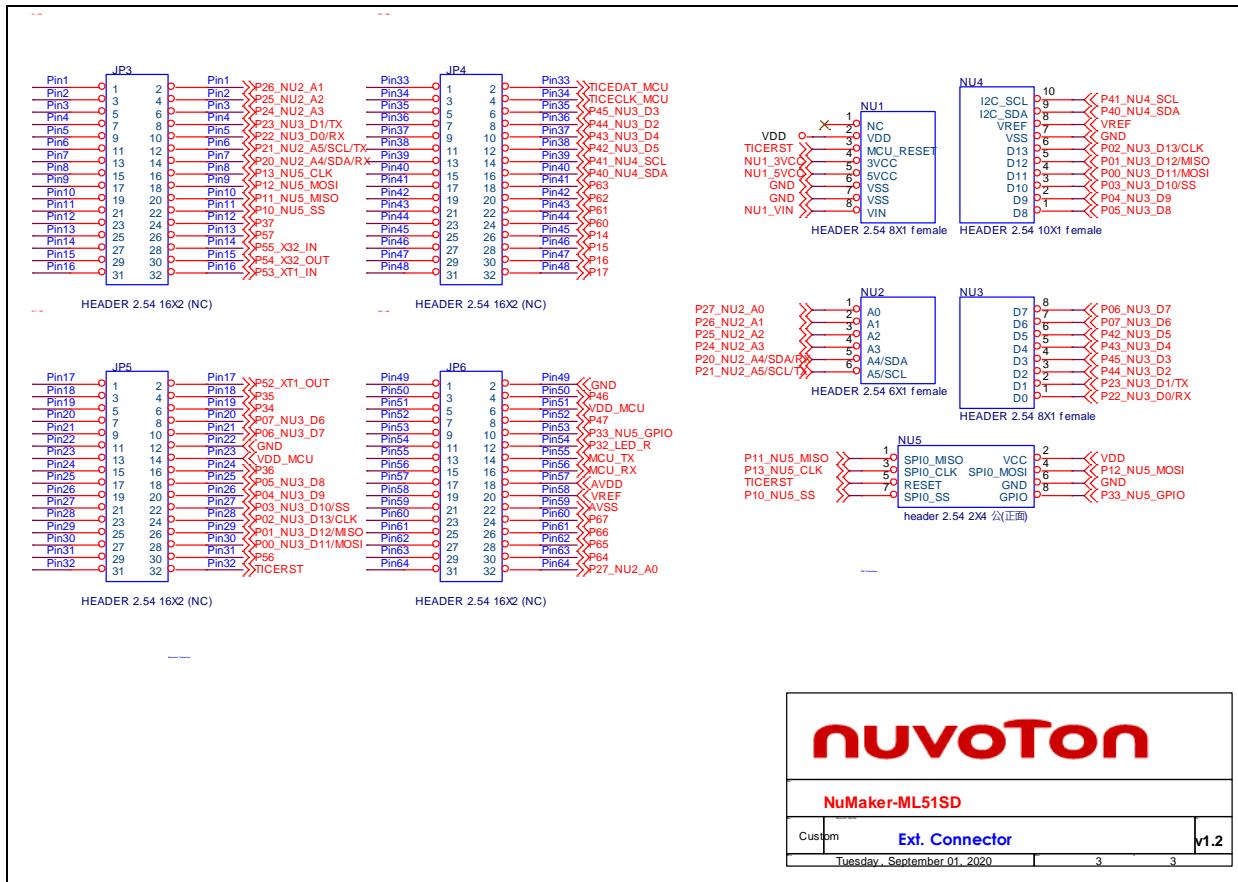 JP3
Pin1 1 2 Pin1 P26_NU2_A1
Pin2 3 4 Pin2 P25_NU2_A2
Pin3 5 6 Pin3 P24_NU2_A3
Pin4 7 8 Pin4 P23_NU3_D1/TX
Pin5 9 10 Pin5 P22_NU3_D0/RX
Pin6 11 12 Pin6 P21_NU2_A5/SCL/TX
Pin7 13 14 Pin7 P20_NU2_A4/SDA/RX
Pin8 15 16 Pin8 P13_NU5_CLK
Pin9 17 18 Pin9 P12_NU5_MOSI
Pin10 19 20 Pin10 P11_NU5_MISO
Pin11 21 22 Pin11 P10_NU5_SS
Pin12 23 24 Pin12 P37
Pin13 25 26 Pin13 P57
Pin14 27 28 Pin14 P55_X32_IN
Pin15 29 30 Pin15 P54_X32_OUT
Pin16 31 32 Pin16 P53_XT1_IN
HEADER 2.54 16X2 (NC)
JP4
Pin33 1 2 Pin33 TICEDAT_MCU
Pin34 3 4 Pin34 TICECLK_MCU
Pin35 5 6 Pin35 P45_NU3_D3
Pin36 7 8 Pin36 P44_NU3_D2
Pin37 9 10 Pin37 P43_NU3_D4
Pin38 11 12 Pin38 P42_NU3_D5
Pin39 13 14 Pin39 P41_NU4_SCL
Pin40 15 16 Pin40 P40_NU4_SDA
Pin41 17 18 Pin41 P63
Pin42 19 20 Pin42 P62
Pin43 21 22 Pin43 P61
Pin44 23 24 Pin44 P60
Pin45 25 26 Pin45 P14
Pin46 27 28 Pin46 P15
Pin47 29 30 Pin47 P16
Pin48 31 32 Pin48 P17
HEADER 2.54 16X2 (NC)
NU1
1 NC
VDD 2 VDD
TICERST 3 MCU_RESET
NU1_3VCC 4 3VCC
NU1_5VCC 5 5VCC
GND 6 VSS
GND 7 VSS
NU1_VIN 8 VIN
HEADER 2.54 8X1 female
NU4
I2C_SCL 10 P41_NU4_SCL
I2C_SDA 9 P40_NU4_SDA
VREF 8 VREF
VSS 7 GND
D13 6 P02_NU3_D13/CLK
D12 5 P01_NU3_D12/MISO
D11 4 P00_NU3_D11/MOSI
D10 3 P03_NU3_D10/SS
D9 2 P04_NU3_D9
D8 1 P05_NU3_D8
HEADER 2.54 10X1 female
JP5
Pin17 1 2 Pin17 P52_XT1_OUT
Pin18 3 4 Pin18 P35
Pin19 5 6 Pin19 P34
Pin20 7 8 Pin20 P07_NU3_D6
Pin21 9 10 Pin21 P06_NU3_D7
Pin22 11 12 Pin22 GND
Pin23 13 14 Pin23 VDD_MCU
Pin24 15 16 Pin24 P36
Pin25 17 18 Pin25 P05_NU3_D8
Pin26 19 20 Pin26 P04_NU3_D9
Pin27 21 22 Pin27 P03_NU3_D10/SS
Pin28 23 24 Pin28 P02_NU3_D13/CLK
Pin29 25 26 Pin29 P01_NU3_D12/MISO
Pin30 27 28 Pin30 P00_NU3_D11/MOSI
Pin31 29 30 Pin31 P56
Pin32 31 32 Pin32 TICERST
HEADER 2.54 16X2 (NC)
JP6
Pin49 1 2 Pin49 GND
Pin50 3 4 Pin50 P46
Pin51 5 6 Pin51 VDD_MCU
Pin52 7 8 Pin52 P47
Pin53 9 10 Pin53 P33_NU5_GPIO
Pin54 11 12 Pin54 P32_LED_R
Pin55 13 14 Pin55 MCU_TX
Pin56 15 16 Pin56 MCU_RX
Pin57 17 18 Pin57 AVDD
Pin58 19 20 Pin58 VREF
Pin59 21 22 Pin59 AVSS
Pin60 23 24 Pin60 P67
Pin61 25 26 Pin61 P66
Pin62 27 28 Pin62 P65
Pin63 29 30 Pin63 P64
Pin64 31 32 Pin64 P27_NU2_A0
HEADER 2.54 16X2 (NC)
NU2
P27_NU2_A0 1 A0
P26_NU2_A1 2 A1
P25_NU2_A2 3 A2
P24_NU2_A3 4 A3
P20_NU2_A4/SDA/RX 5 A4/SDA
P21_NU2_A5/SCL/TX 6 A5/SCL
HEADER 2.54 6X1 female
NU3
D7 8 P06_NU3_D7
D6 7 P07_NU3_D6
D5 6 P42_NU3_D5
D4 5 P43_NU3_D4
D3 4 P45_NU3_D3
D2 3 P44_NU3_D2
D1 2 P23_NU3_D1/TX
D0 1 P22_NU3_D0/RX
HEADER 2.54 8X1 female
NU5
P11_NU5_MISO 1 SPI0_MISO VCC 2 VDD
P13_NU5_CLK 3 SPI0_CLK SPI0_MOSI 4 P12_NU5_MOSI
TICERST 5 RESET GND 6 GND
P10_NU5_SS 7 SPI0_SS GPIO 8 P33_NU5_GPIO
header 2.54 2X4 公(正面)
nuvoTon
NuMaker-ML51SD
Custom Ext. Connector v1.2
Tuesday, September 01, 2020 3 3